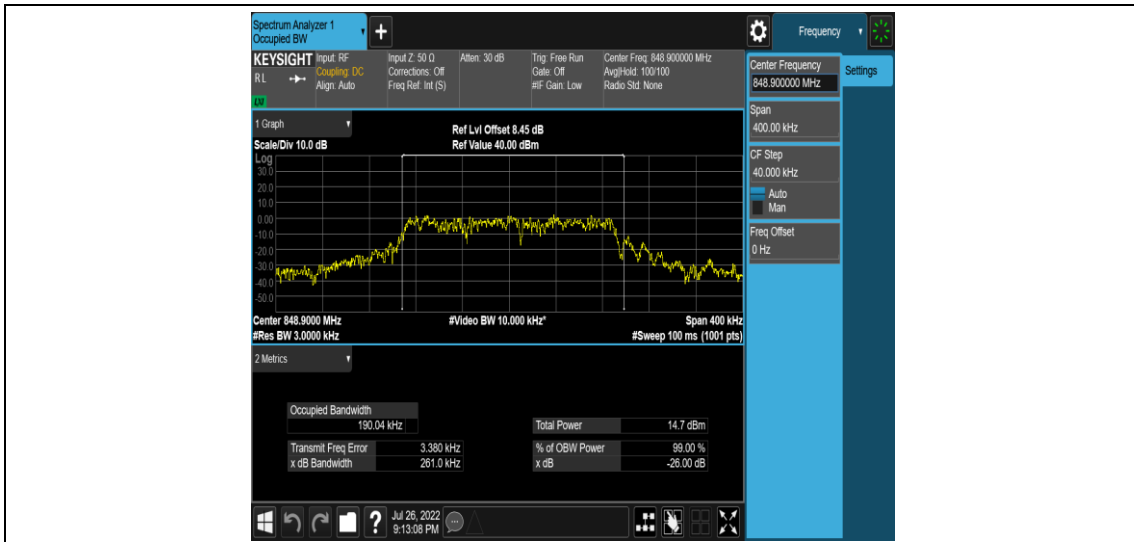 Spectrum Analyzer 1
Occupied BW
Frequency
KEYSIGHT
RL
LM
Input: RF
Coupling: DC
Align: Auto
Input Z: 50 Ω
Corrections: Off
Freq Ref: Int (S)
Atten: 30 dB
Trig: Free Run
Gate: Off
#IF Gain: Low
Center Freq: 848.900000 MHz
Avg|Hold: 100/100
Radio Std: None
Center Frequency
848.900000 MHz
Settings
Span
400.00 kHz
CF Step
40.000 kHz
Auto
Man
Freq Offset
0 Hz
1 Graph
Scale/Div 10.0 dB
Ref Lvl Offset 8.45 dB
Ref Value 40.00 dBm
Log
30.0
20.0
10.0
0.00
-10.0
-20.0
-30.0
-40.0
-50.0
Center 848.9000 MHz
#Video BW 10.000 kHz*
Span 400 kHz
#Res BW 3.0000 kHz
#Sweep 100 ms (1001 pts)
2 Metrics
Occupied Bandwidth
190.04 kHz
Total Power 14.7 dBm
Transmit Freq Error 3.380 kHz
% of OBW Power 99.00 %
x dB Bandwidth 261.0 kHz
x dB -26.00 dB
Jul 26, 2022
9:13:08 PM